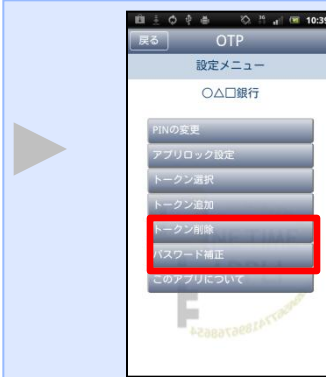 10:39
戻る OTP
設定メニュー
○△□銀行
PINの変更
アプリロック設定
トークン選択
トークン追加
トークン削除
パスワード補正
このアプリについて